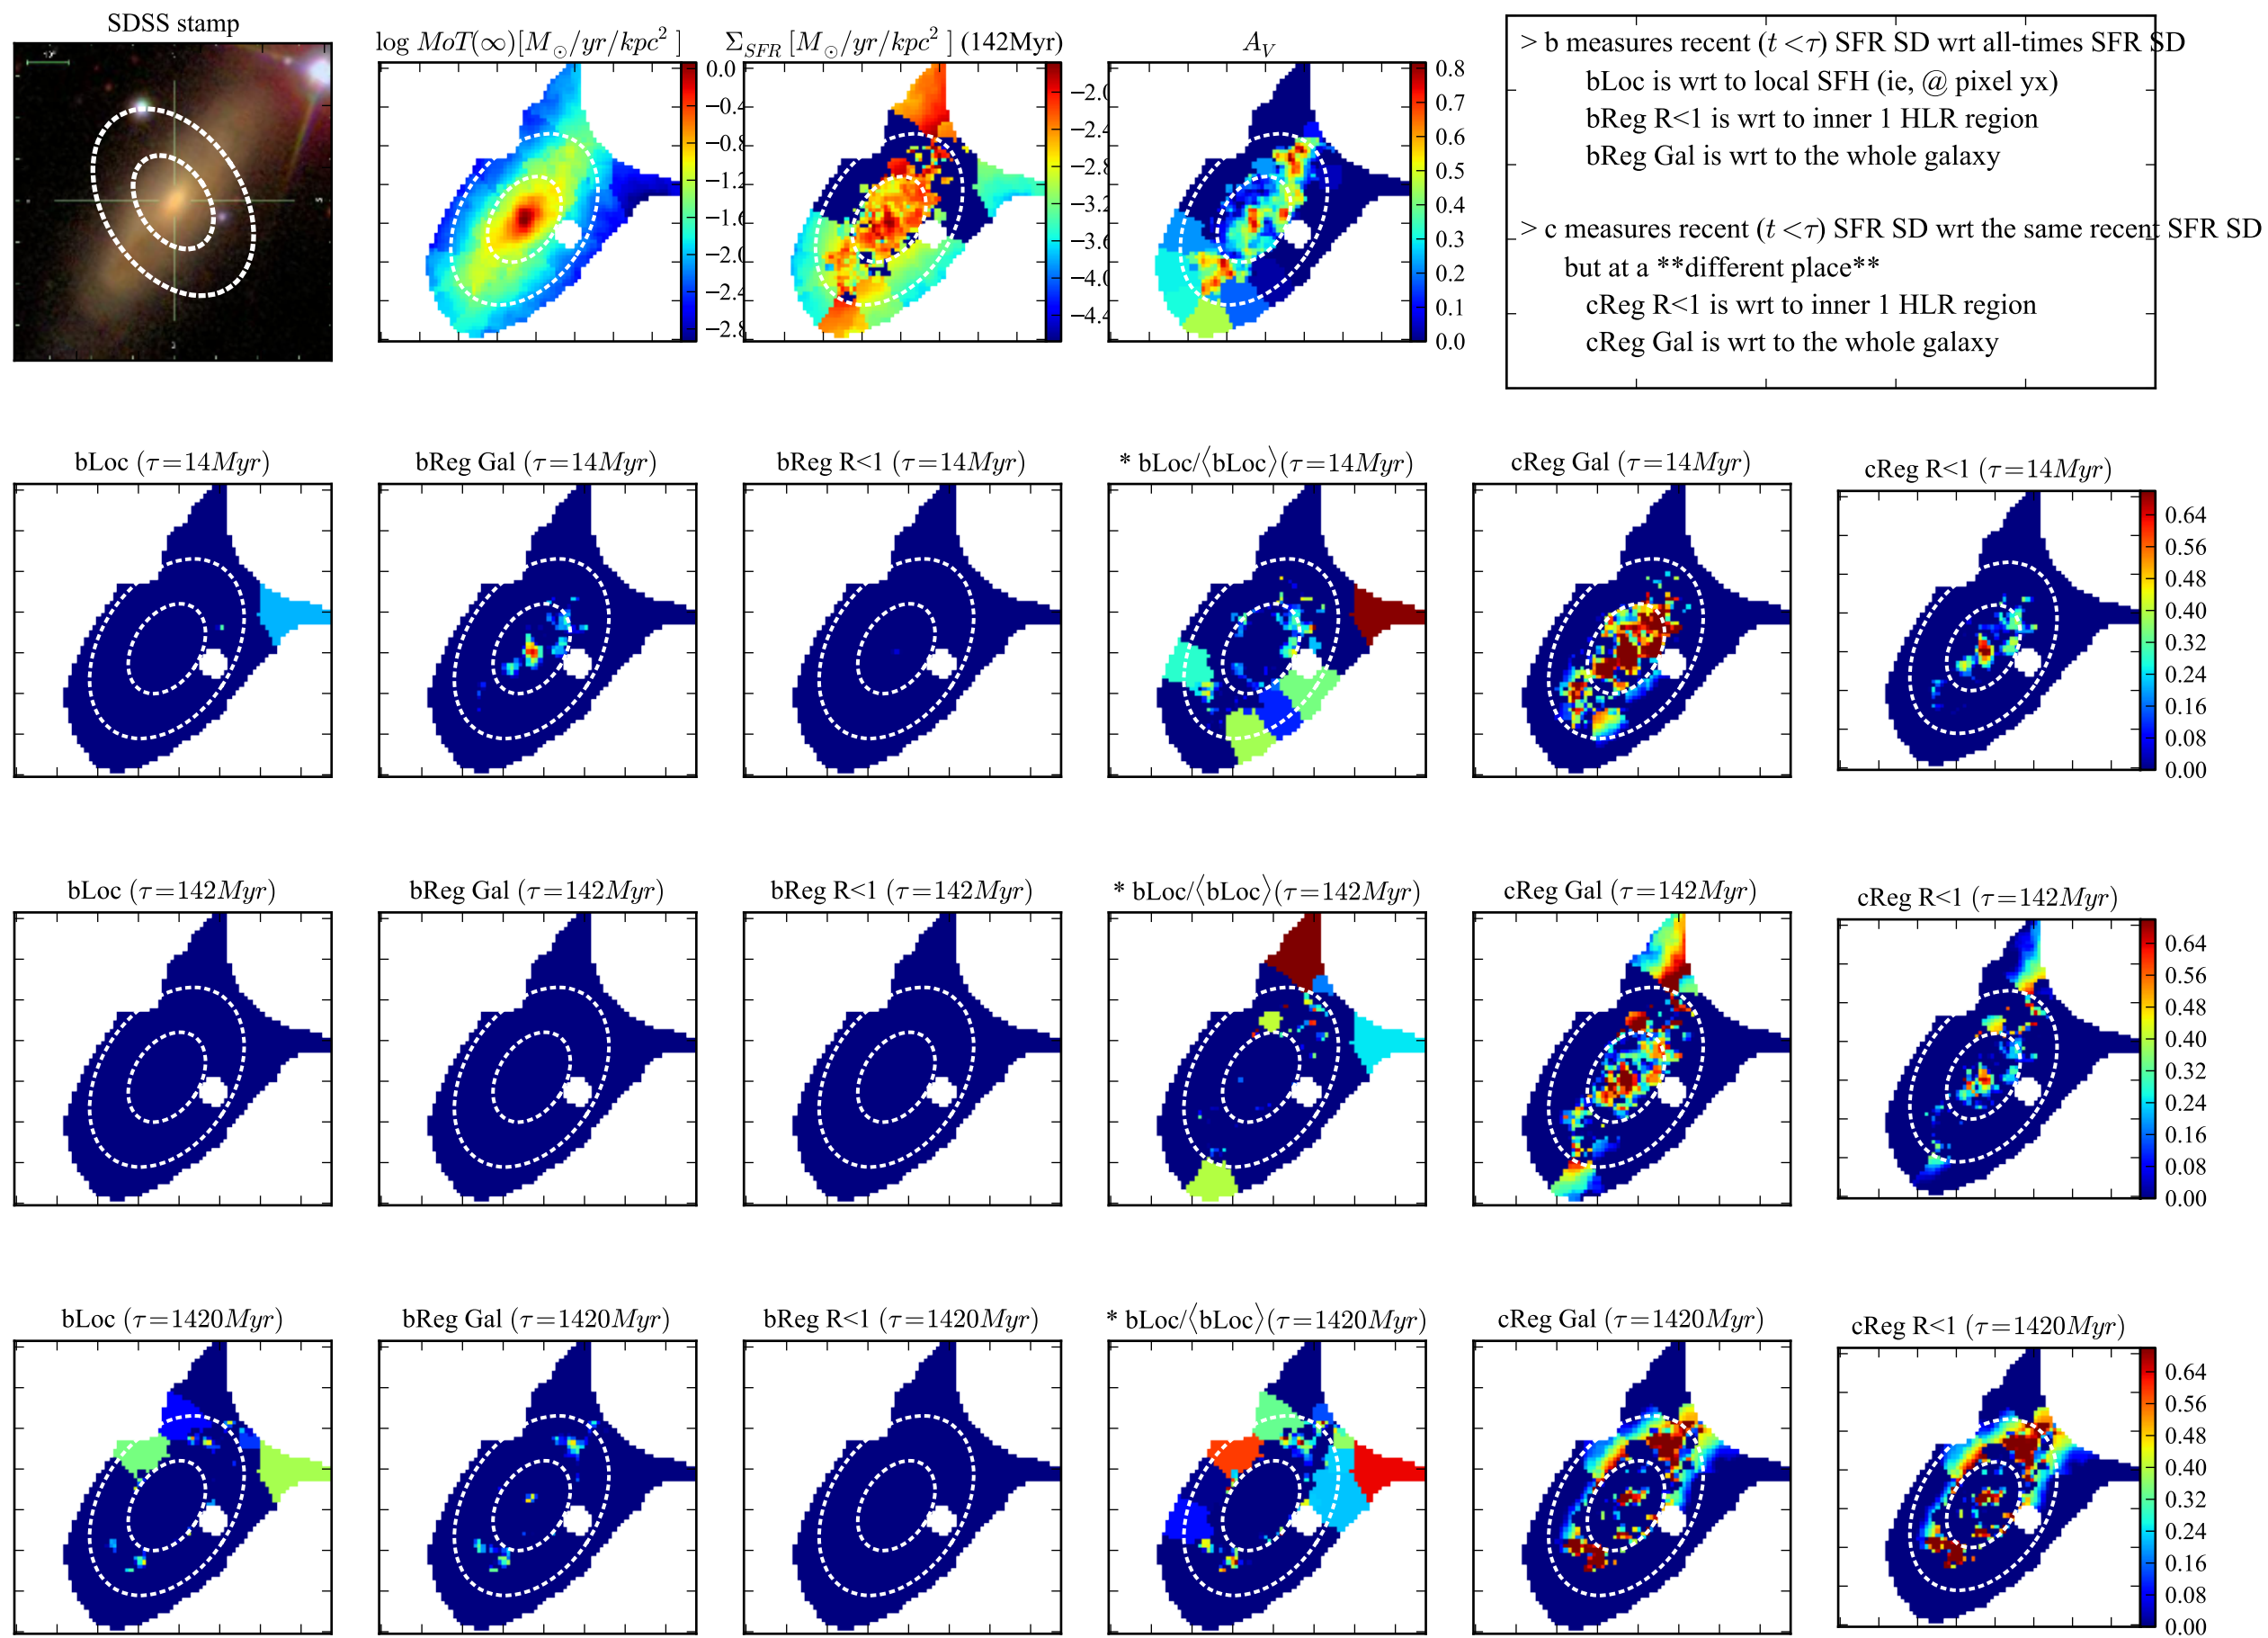 SDSS stamp
log MoT(∞)[M⊙/yr/kpc² ]
Σ_SFR [M⊙/yr/kpc² ] (142Myr)
A_V
0.0
−0.4
−0.8
−1.2
−1.6
−2.0
−2.4
−2.8
−2.0
−2.4
−2.8
−3.2
−3.6
−4.0
−4.4
0.8
0.7
0.6
0.5
0.4
0.3
0.2
0.1
0.0
> b measures recent (t <τ) SFR SD wrt all-times SFR SD
bLoc is wrt to local SFH (ie, @ pixel yx)
bReg R<1 is wrt to inner 1 HLR region
bReg Gal is wrt to the whole galaxy
> c measures recent (t <τ) SFR SD wrt the same recent SFR SD
but at a **different place**
cReg R<1 is wrt to inner 1 HLR region
cReg Gal is wrt to the whole galaxy
bLoc (τ=14Myr)
bReg Gal (τ=14Myr)
bReg R<1 (τ=14Myr)
* bLoc/⟨bLoc⟩(τ=14Myr)
cReg Gal (τ=14Myr)
cReg R<1 (τ=14Myr)
0.64
0.56
0.48
0.40
0.32
0.24
0.16
0.08
0.00
bLoc (τ=142Myr)
bReg Gal (τ=142Myr)
bReg R<1 (τ=142Myr)
* bLoc/⟨bLoc⟩(τ=142Myr)
cReg Gal (τ=142Myr)
cReg R<1 (τ=142Myr)
0.64
0.56
0.48
0.40
0.32
0.24
0.16
0.08
0.00
bLoc (τ=1420Myr)
bReg Gal (τ=1420Myr)
bReg R<1 (τ=1420Myr)
* bLoc/⟨bLoc⟩(τ=1420Myr)
cReg Gal (τ=1420Myr)
cReg R<1 (τ=1420Myr)
0.64
0.56
0.48
0.40
0.32
0.24
0.16
0.08
0.00